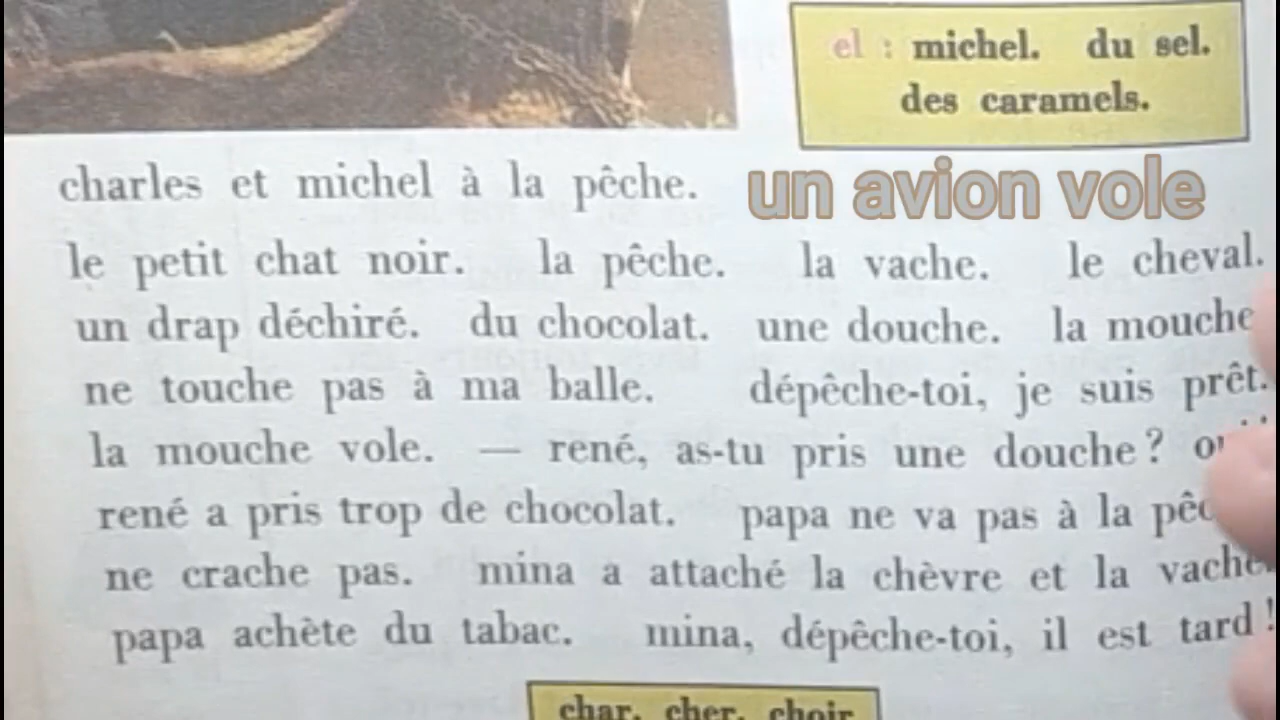 el : michel. du sel.
des caramels.
charles et michel à la pêche.
un avion vole
le petit chat noir. la pêche. la vache. le cheval.
un drap déchiré. du chocolat. une douche. la mouche
ne touche pas à ma balle. dépêche-toi, je suis prêt.
la mouche vole. — rené, as-tu pris une douche ?
rené a pris trop de chocolat. papa ne va pas à la
ne crache pas. mina a attaché la chèvre et la vache.
papa achète du tabac. mina, dépêche-toi, il est tard !
char. cher. choir